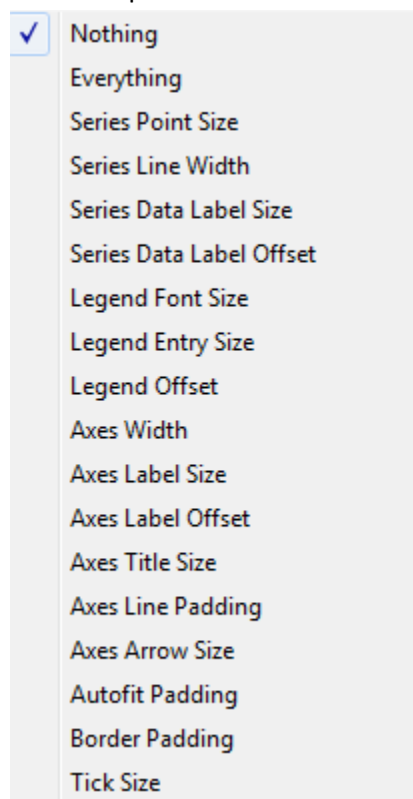 Nothing
Everything
Series Point Size
Series Line Width
Series Data Label Size
Series Data Label Offset
Legend Font Size
Legend Entry Size
Legend Offset
Axes Width
Axes Label Size
Axes Label Offset
Axes Title Size
Axes Line Padding
Axes Arrow Size
Autofit Padding
Border Padding
Tick Size